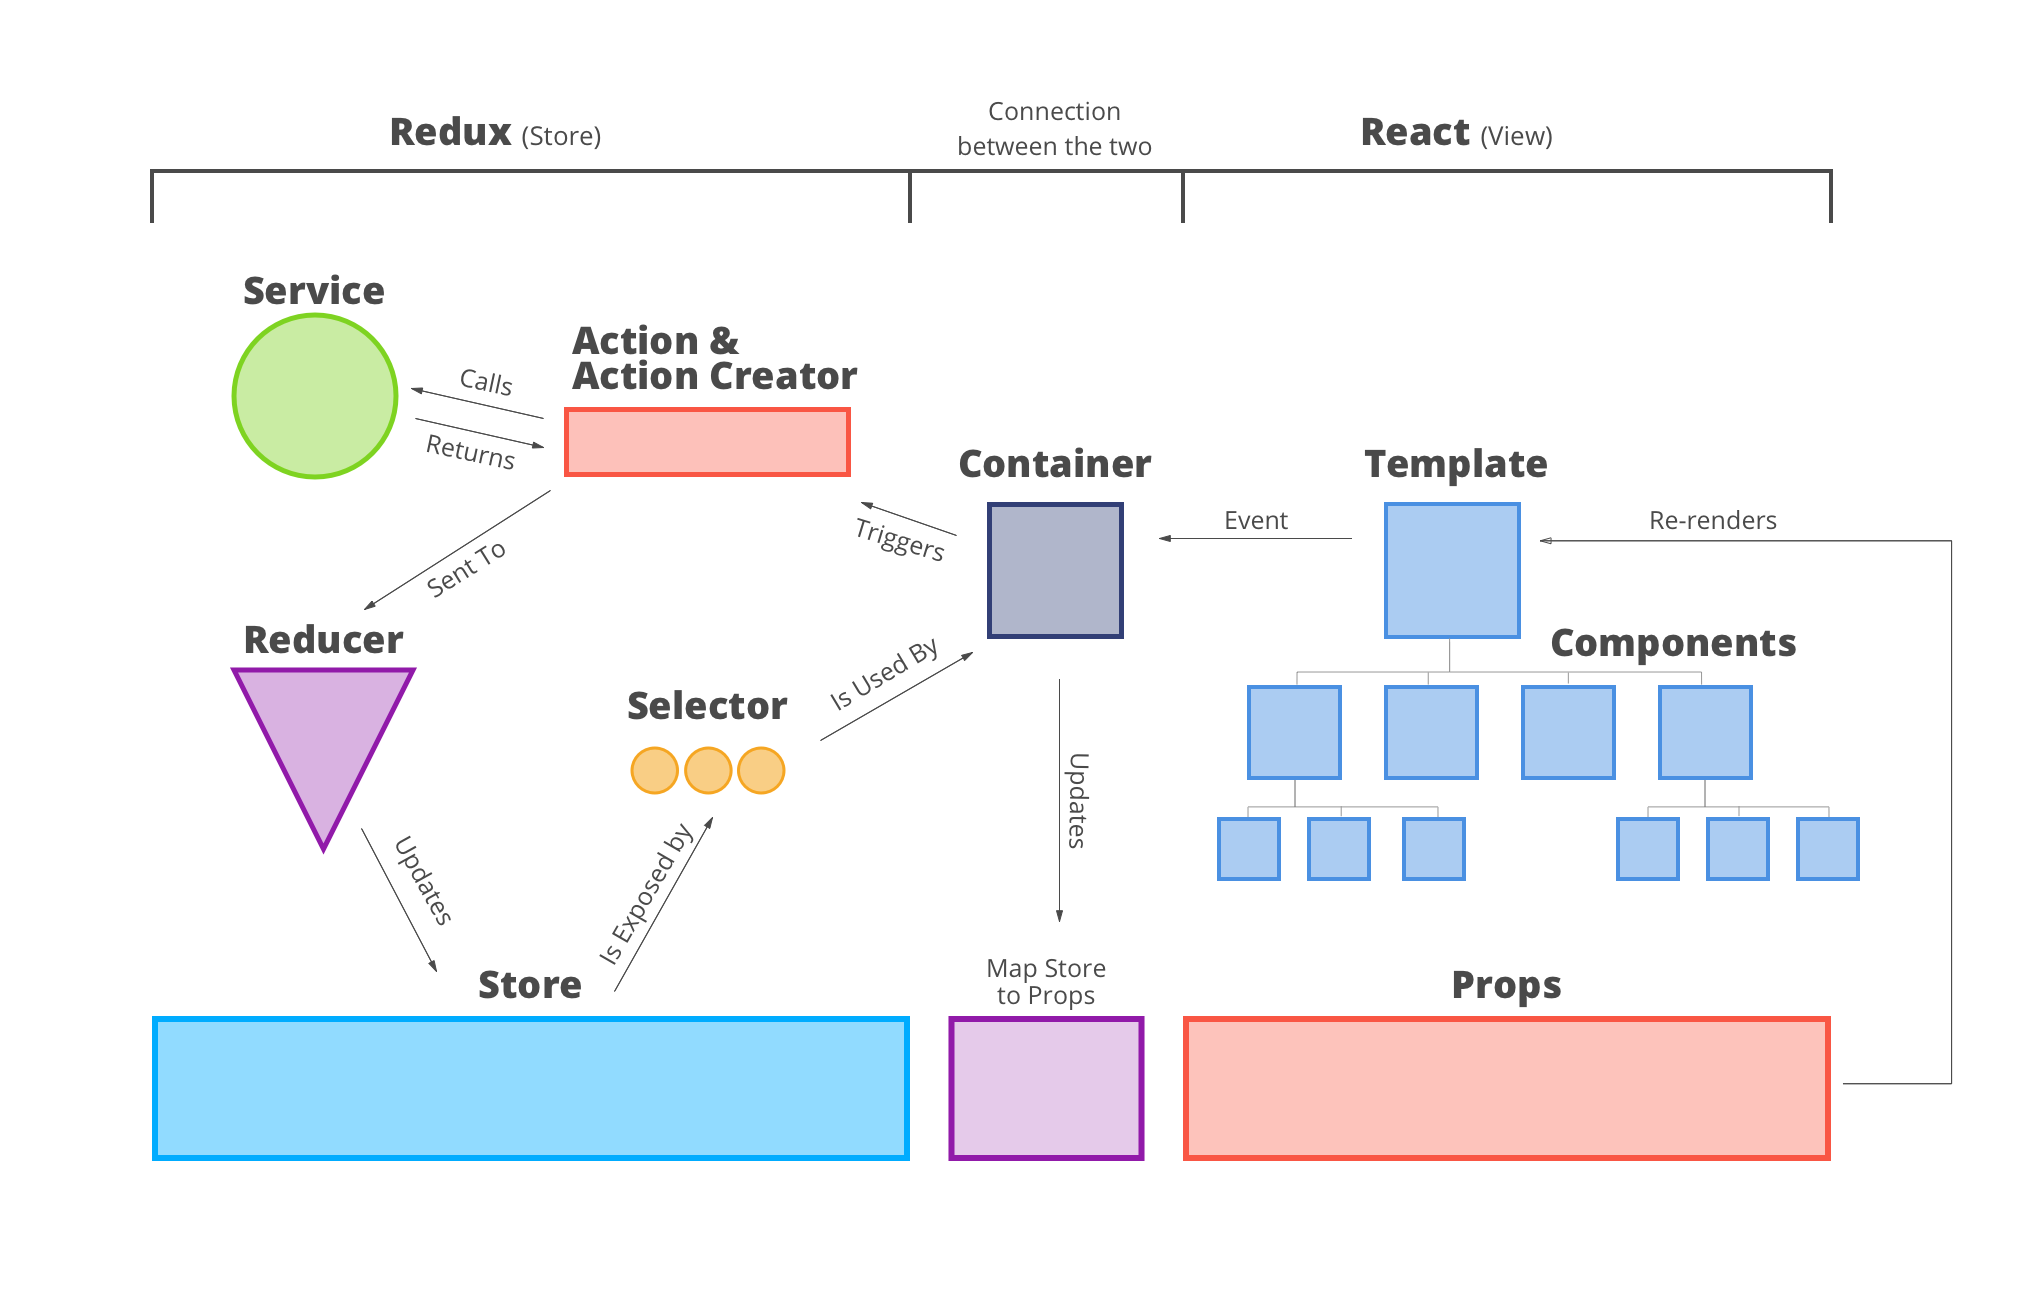 Redux (Store)
Connection
between the two
React (View)
Service
Action &
Action Creator
Calls
Returns
Container
Template
Triggers
Event
Re-renders
Sent To
Reducer
Components
Is Used By
Selector
Updates
Updates
Is Exposed by
Store
Map Store
to Props
Props